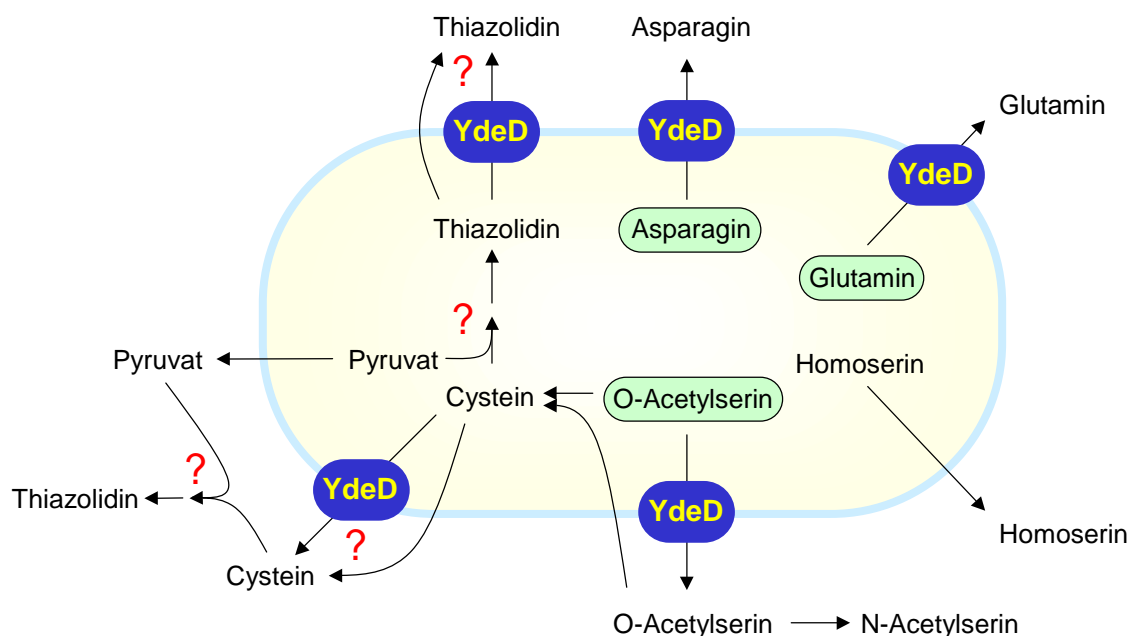 Thiazolidin
Asparagin
?
Glutamin
YdeD
YdeD
YdeD
Thiazolidin
Asparagin
Glutamin
?
Pyruvat
Pyruvat
Homoserin
Cystein
O-Acetylserin
?
YdeD
Thiazolidin
YdeD
?
Homoserin
Cystein
O-Acetylserin
N-Acetylserin